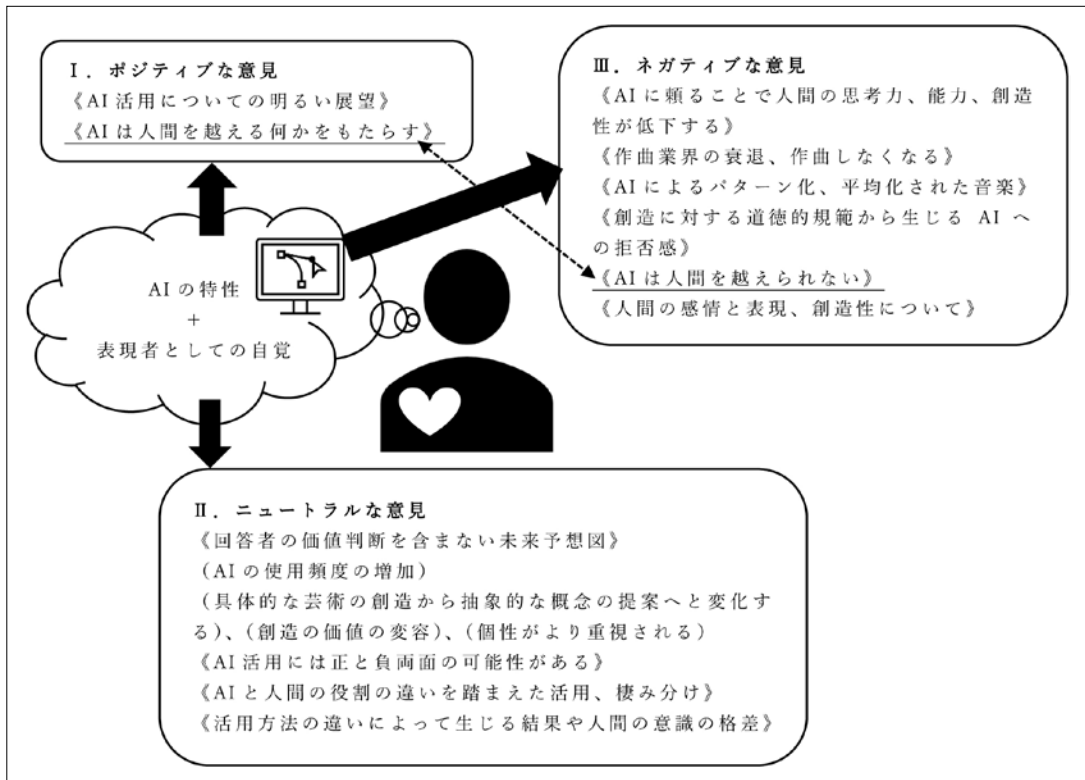 Ⅰ．ポジティブな意見
《AI活用についての明るい展望》
《AIは人間を越える何かをもたらす》
Ⅲ．ネガティブな意見
《AIに頼ることで人間の思考力、能力、創造
性が低下する》
《作曲業界の衰退、作曲しなくなる》
《AIによるパターン化、平均化された音楽》
《創造に対する道徳的規範から生じる AI へ
の拒否感》
《AIは人間を越えられない》
《人間の感情と表現、創造性について》
AIの特性
+
表現者としての自覚
Ⅱ．ニュートラルな意見
《回答者の価値判断を含まない未来予想図》
（AIの使用頻度の増加）
（具体的な芸術の創造から抽象的な概念の提案へと変化す
る）、（創造の価値の変容）、（個性がより重視される）
《AI活用には正と負両面の可能性がある》
《AIと人間の役割の違いを踏まえた活用、棲み分け》
《活用方法の違いによって生じる結果や人間の意識の格差》